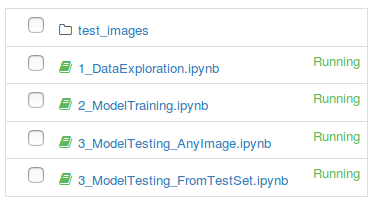 test_images
1_DataExploration.ipynb Running
2_ModelTraining.ipynb Running
3_ModelTesting_AnyImage.ipynb Running
3_ModelTesting_FromTestSet.ipynb Running